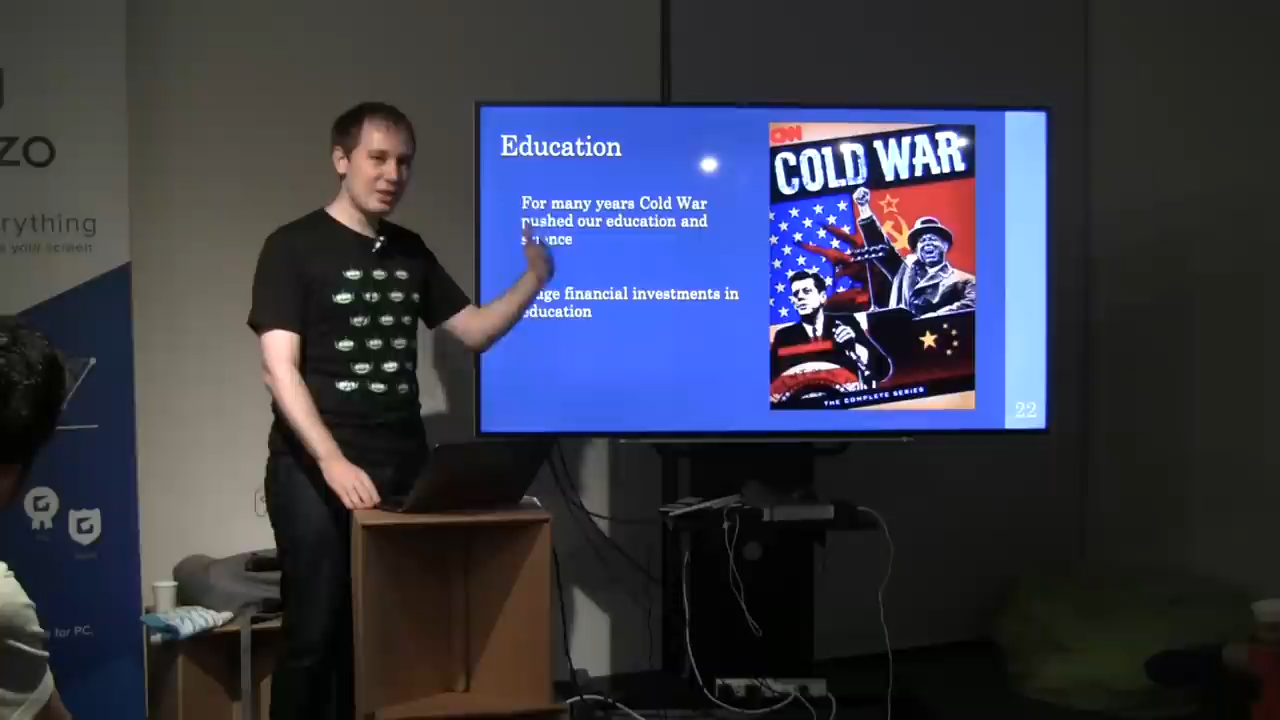 zo
rything
your screen
for PC,
Education
For many years Cold War
pushed our education and
science
huge financial investments in
education
CNN
COLD WAR
THE COMPLETE SERIES
22